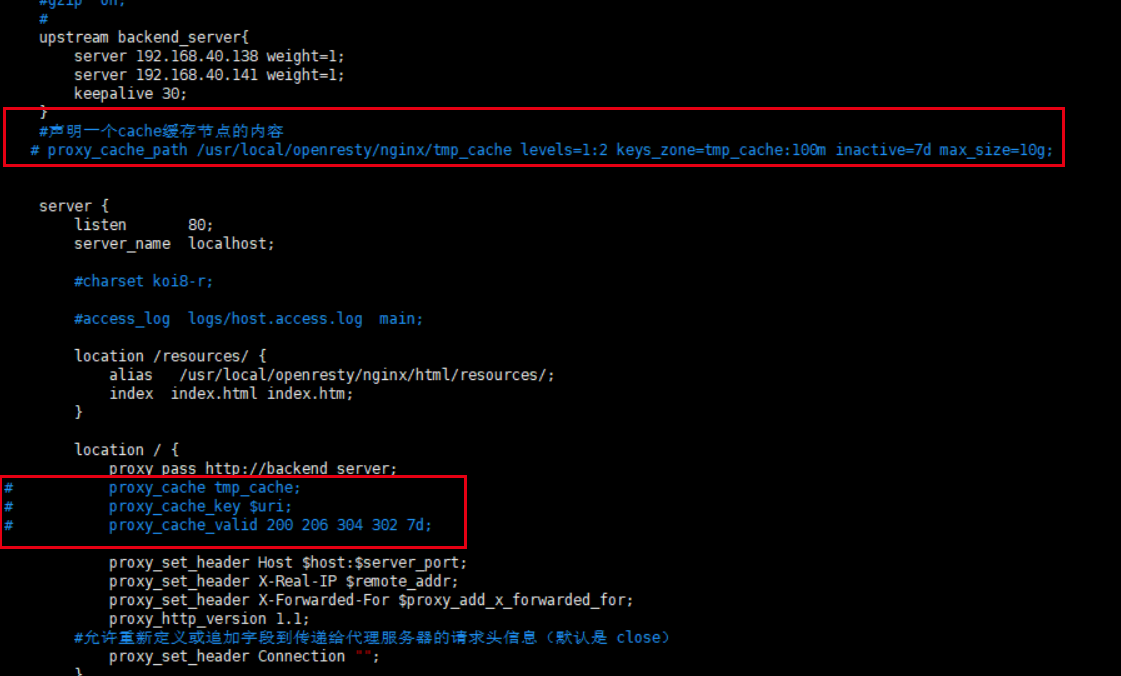 #gzip  on;
#
upstream backend_server{
server 192.168.40.138 weight=1;
server 192.168.40.141 weight=1;
keepalive 30;
}
#声明一个cache缓存节点的内容
# proxy_cache_path /usr/local/openresty/nginx/tmp_cache levels=1:2 keys_zone=tmp_cache:100m inactive=7d max_size=10g;
server {
listen       80;
server_name  localhost;
#charset koi8-r;
#access_log  logs/host.access.log  main;
location /resources/ {
alias   /usr/local/openresty/nginx/html/resources/;
index  index.html index.htm;
}
location / {
proxy_pass http://backend_server;
#           proxy_cache tmp_cache;
#           proxy_cache_key $uri;
#           proxy_cache_valid 200 206 304 302 7d;
proxy_set_header Host $host:$server_port;
proxy_set_header X-Real-IP $remote_addr;
proxy_set_header X-Forwarded-For $proxy_add_x_forwarded_for;
proxy_http_version 1.1;
#允许重新定义或追加字段到传递给代理服务器的请求头信息（默认是 close）
proxy_set_header Connection "";
}